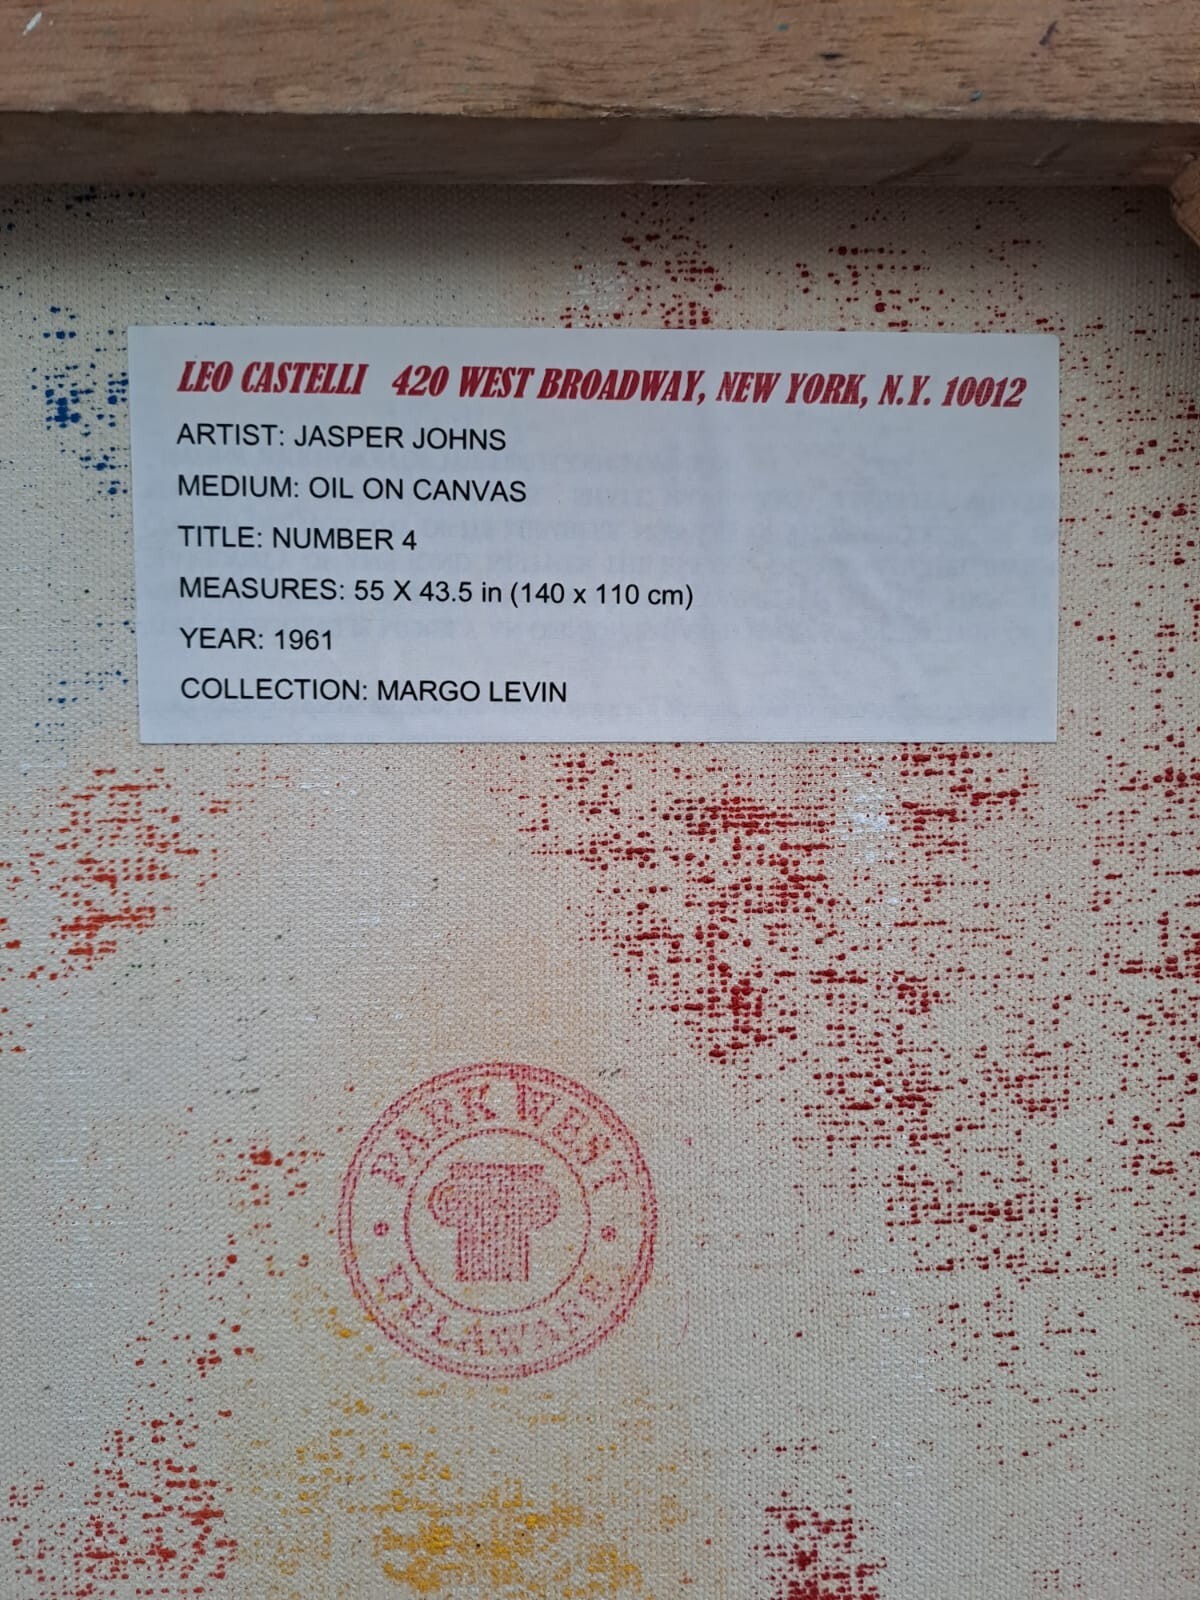 LEO CASTELLI 420 WEST BROADWAY, NEW YORK, N.Y. 10012
ARTIST: JASPER JOHNS
MEDIUM: OIL ON CANVAS
TITLE: NUMBER 4
MEASURES: 55 X 43.5 in (140 x 110 cm)
YEAR: 1961
COLLECTION: MARGO LEVIN
PARK WEST
DELAWARE